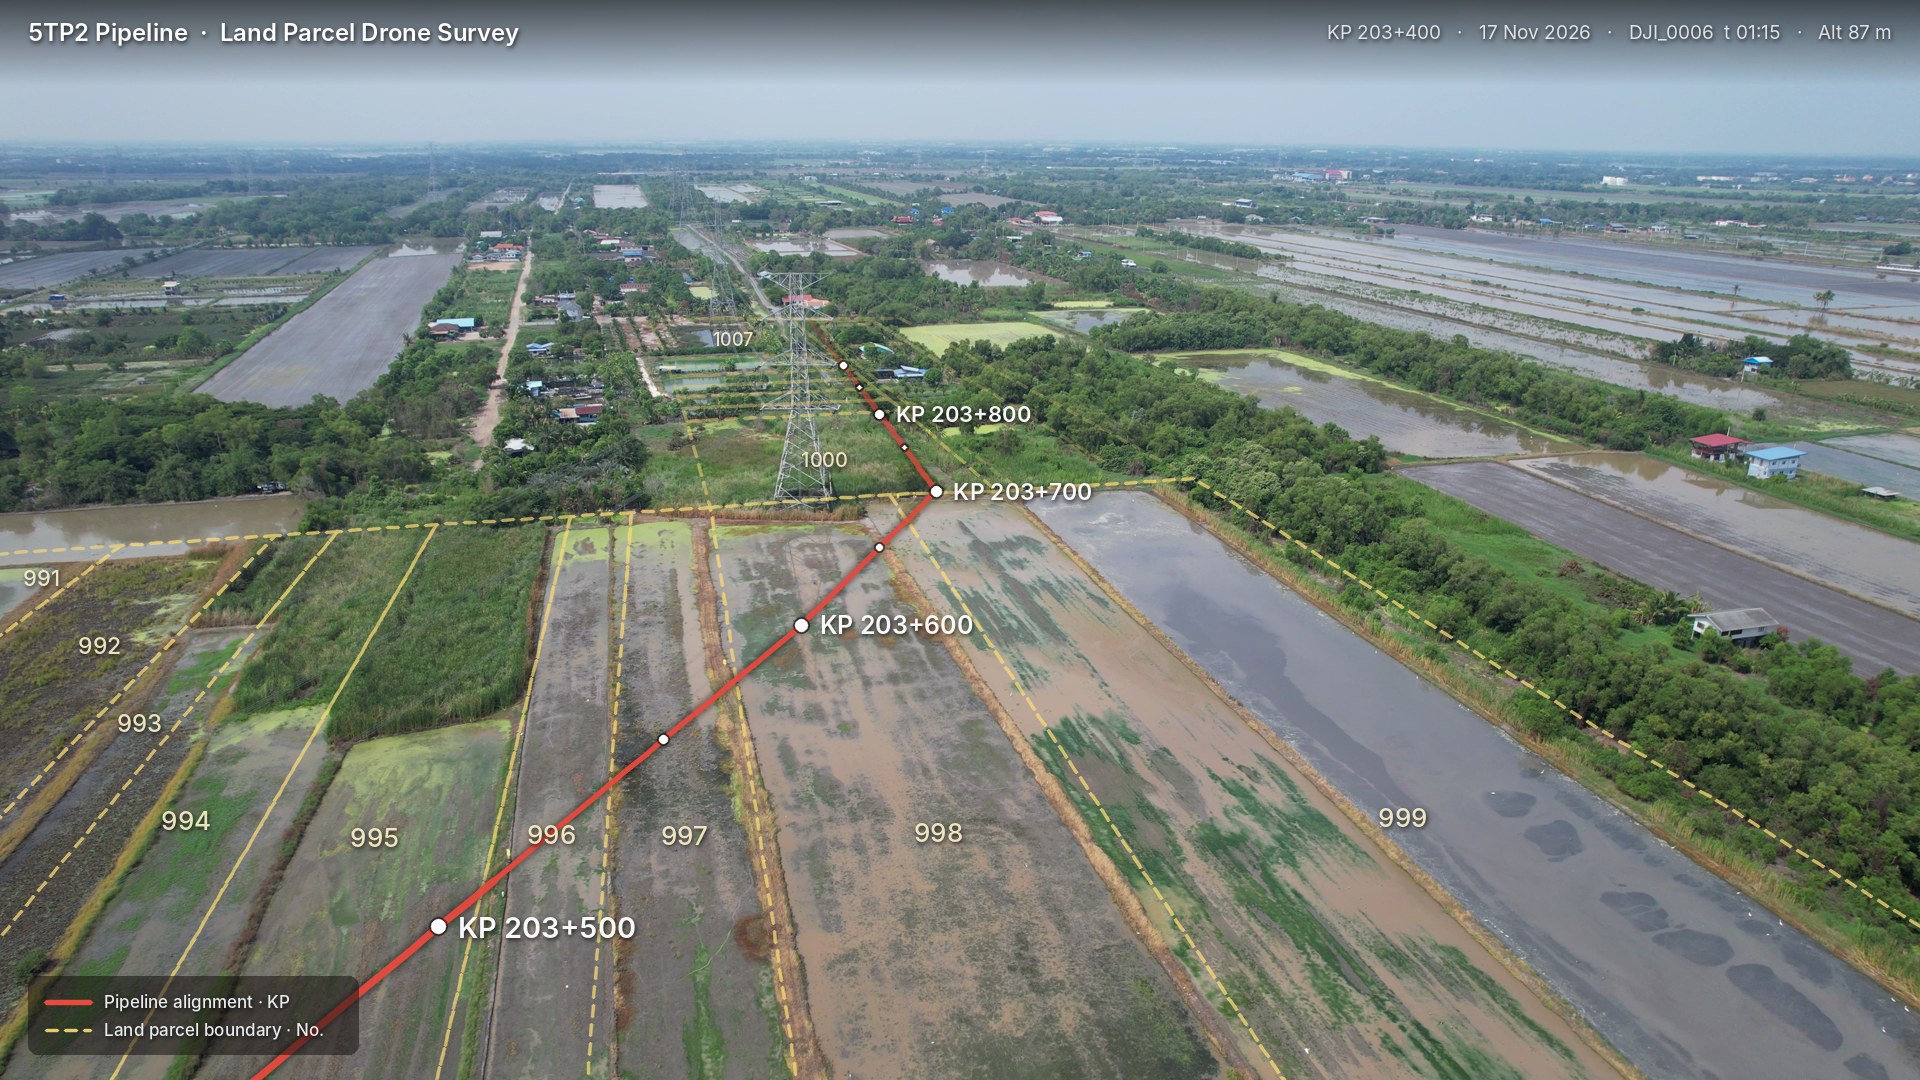 5TP2 Pipeline · Land Parcel Drone Survey
KP 203+400 · 17 Nov 2026 · DJI_0006 t 01:15 · Alt 87 m
1007
KP 203+800
1000
KP 203+700
991
992
KP 203+600
993
994
995
996
997
998
999
KP 203+500
Pipeline alignment · KP
Land parcel boundary · No.